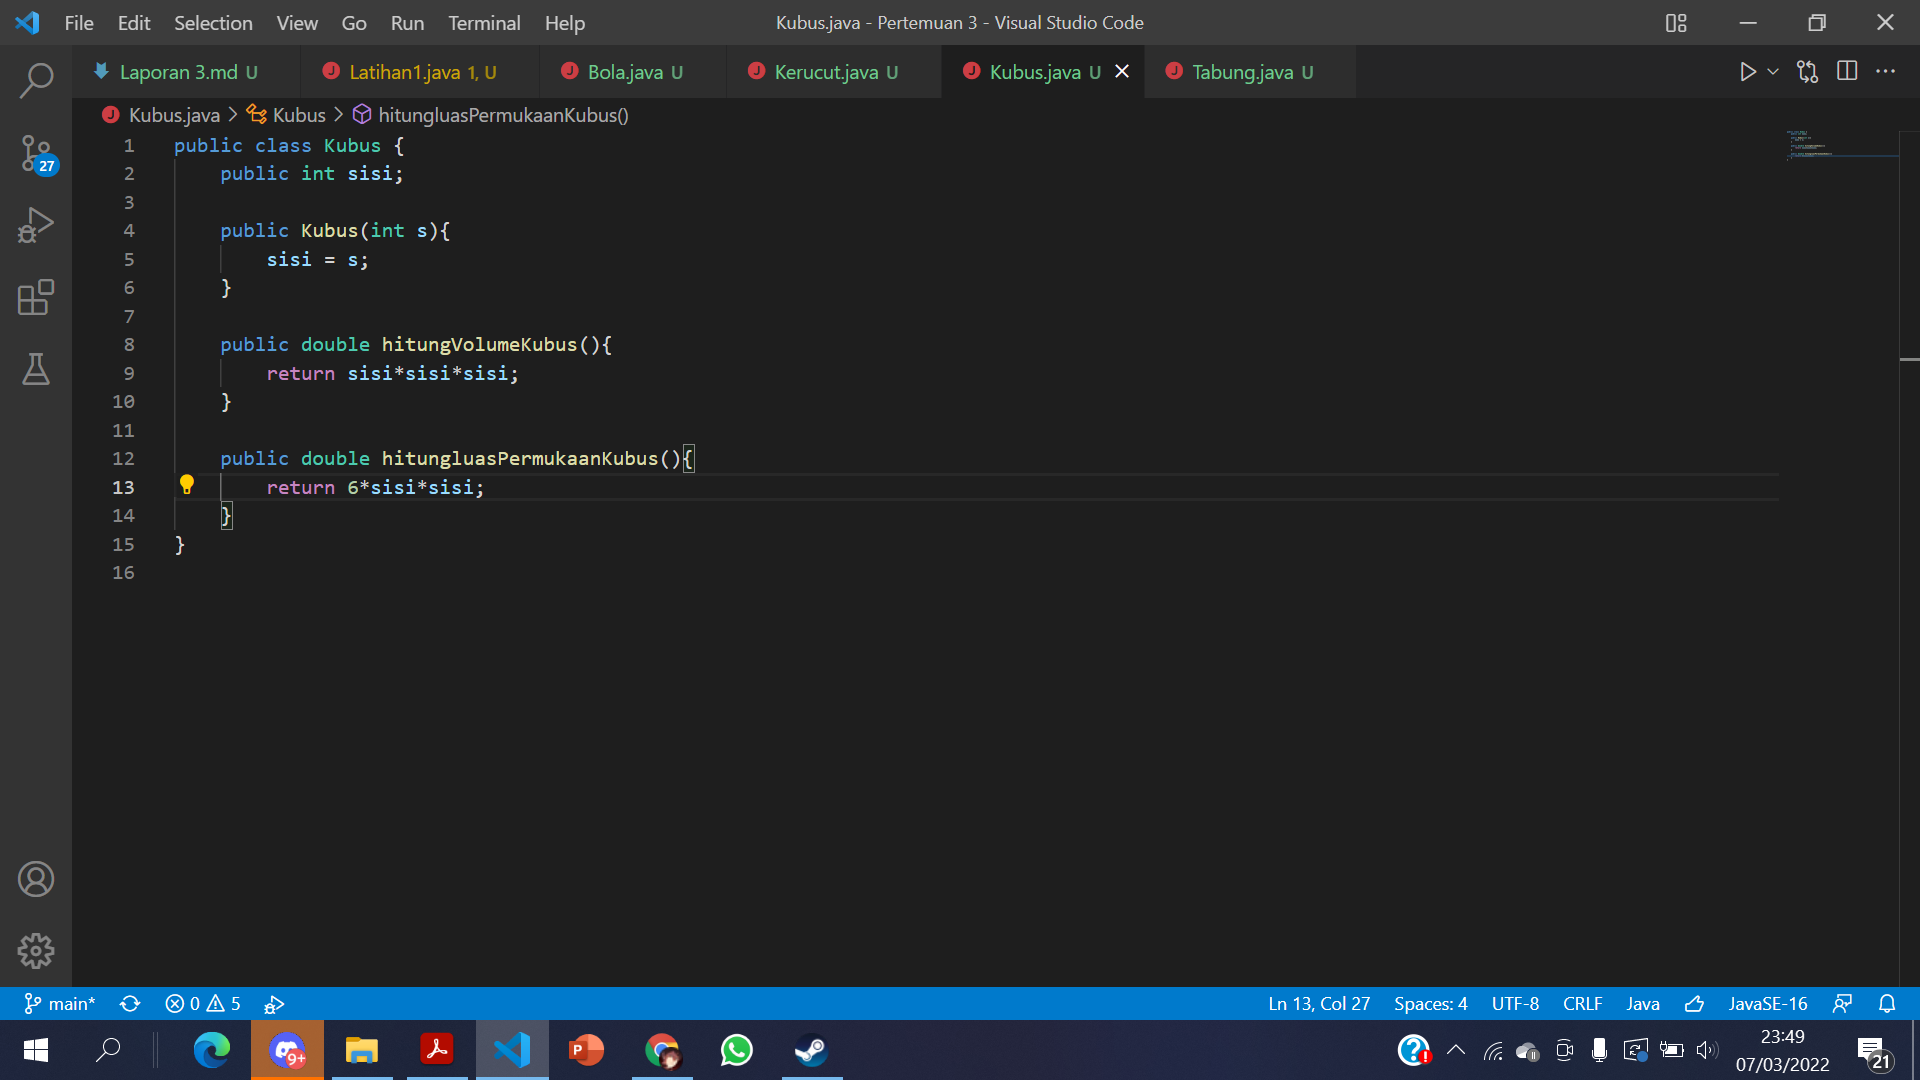 File Edit Selection View Go Run Terminal Help
Kubus.java - Pertemuan 3 - Visual Studio Code
Laporan 3.md U
Latihan1.java 1, U
Bola.java U
Kerucut.java U
Kubus.java U
Tabung.java U
Kubus.java > Kubus > hitungluasPermukaanKubus()
1 public class Kubus {
2 public int sisi;
3
4 public Kubus(int s){
5 sisi = s;
6 }
7
8 public double hitungVolumeKubus(){
9 return sisi*sisi*sisi;
10 }
11
12 public double hitungluasPermukaanKubus(){
13 return 6*sisi*sisi;
14 }
15 }
16
27
main* 0 5
Ln 13, Col 27 Spaces: 4 UTF-8 CRLF Java JavaSE-16
9+
23:49
07/03/2022
21